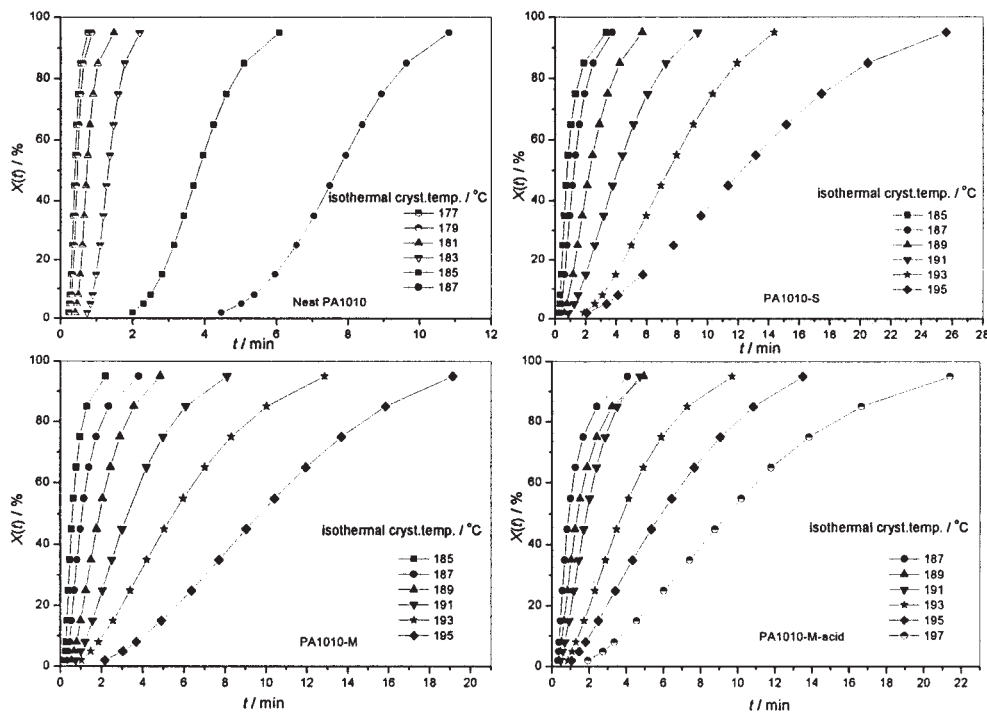 100
80
60
40
20
0
X(t) / %
isothermal cryst.temp. / °C
177
179
181
183
185
187
Neat PA1010
0 2 4 6 8 10 12
t / min
100
80
60
40
20
0
X(t) / %
isothermal cryst.temp. / °C
185
187
189
191
193
195
PA1010-S
0 2 4 6 8 10 12 14 16 18 20 22 24 26 28
t / min
100
80
60
40
20
0
X(t) / %
isothermal cryst.temp. / °C
185
187
189
191
193
195
PA1010-M
0 2 4 6 8 10 12 14 16 18 20
t / min
100
80
60
40
20
0
X(t) / %
isothermal cryst.temp. / °C
187
189
191
193
195
197
PA1010-M-acid
0 2 4 6 8 10 12 14 16 18 20 22
t / min